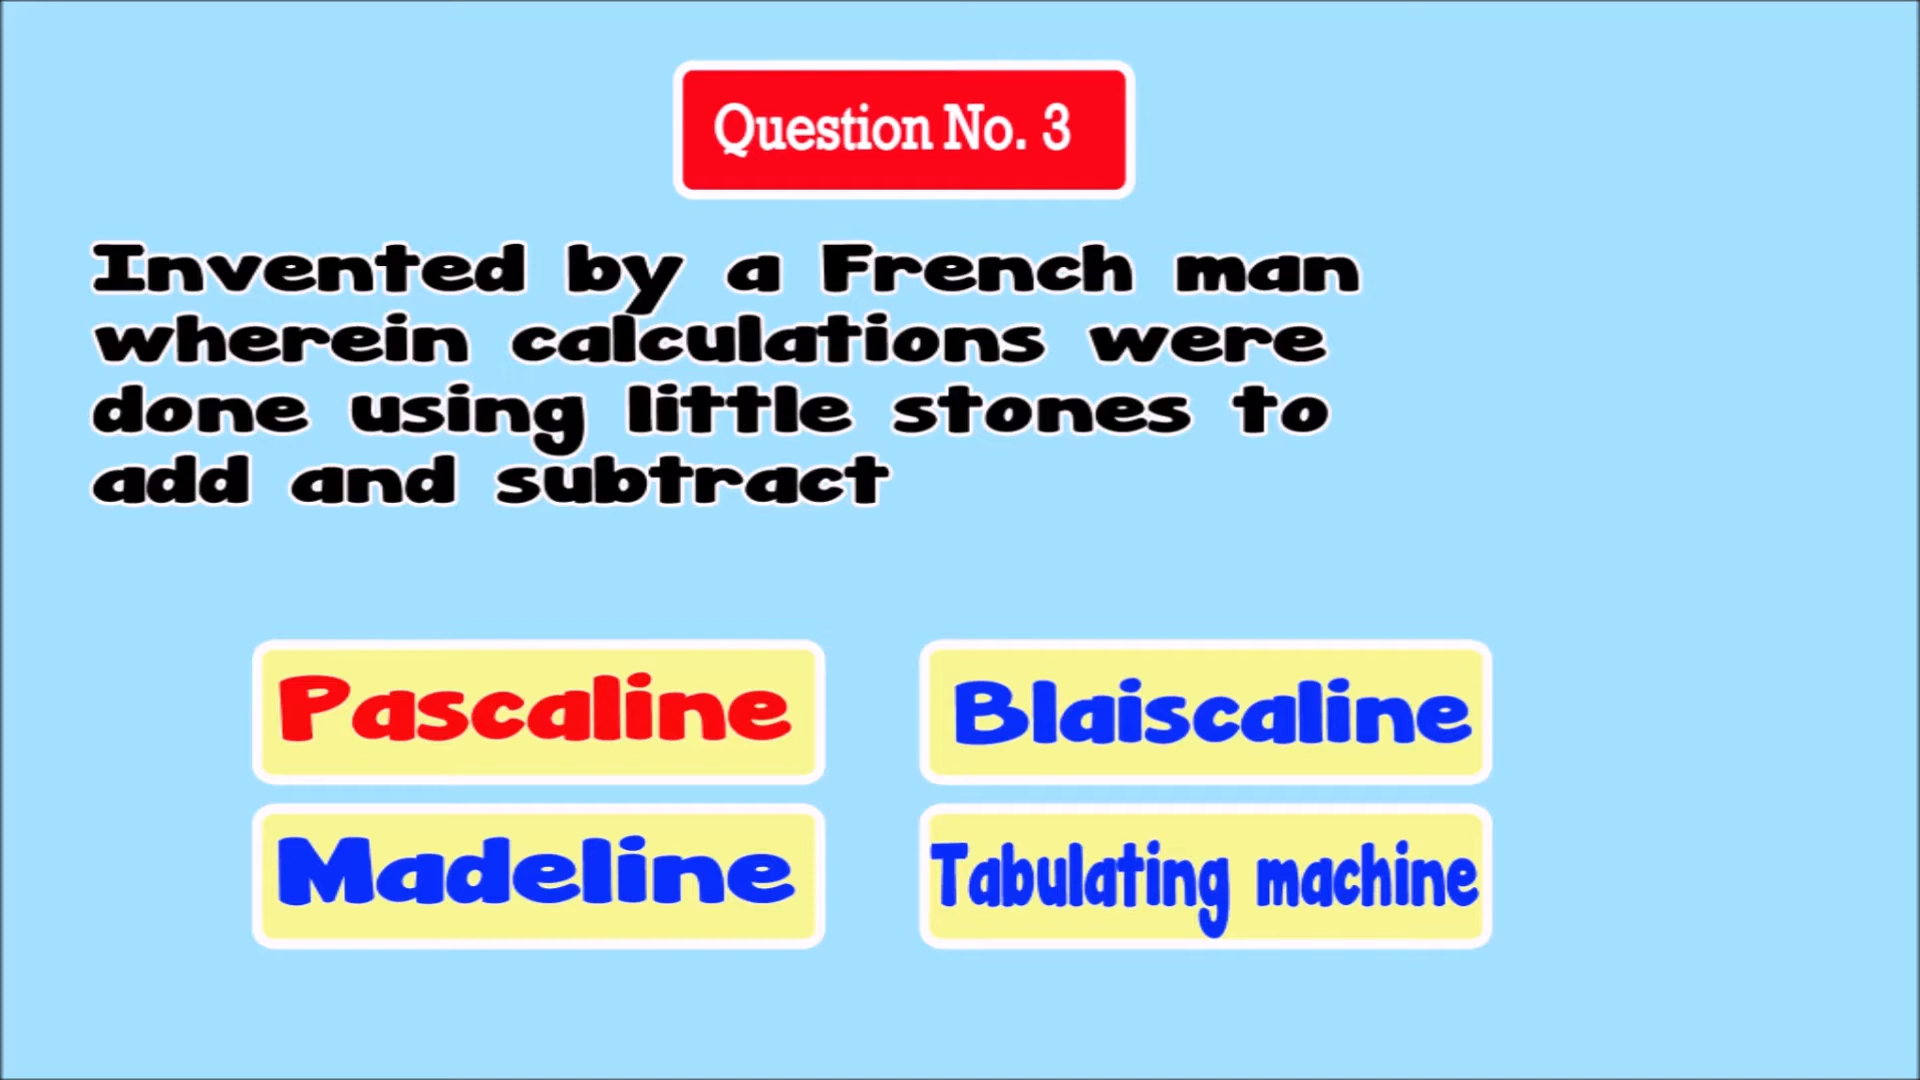 Question No. 3
Invented by a French man
wherein calculations were
done using little stones to
add and subtract
Pascaline
Blaiscaline
Madeline
Tabulating machine